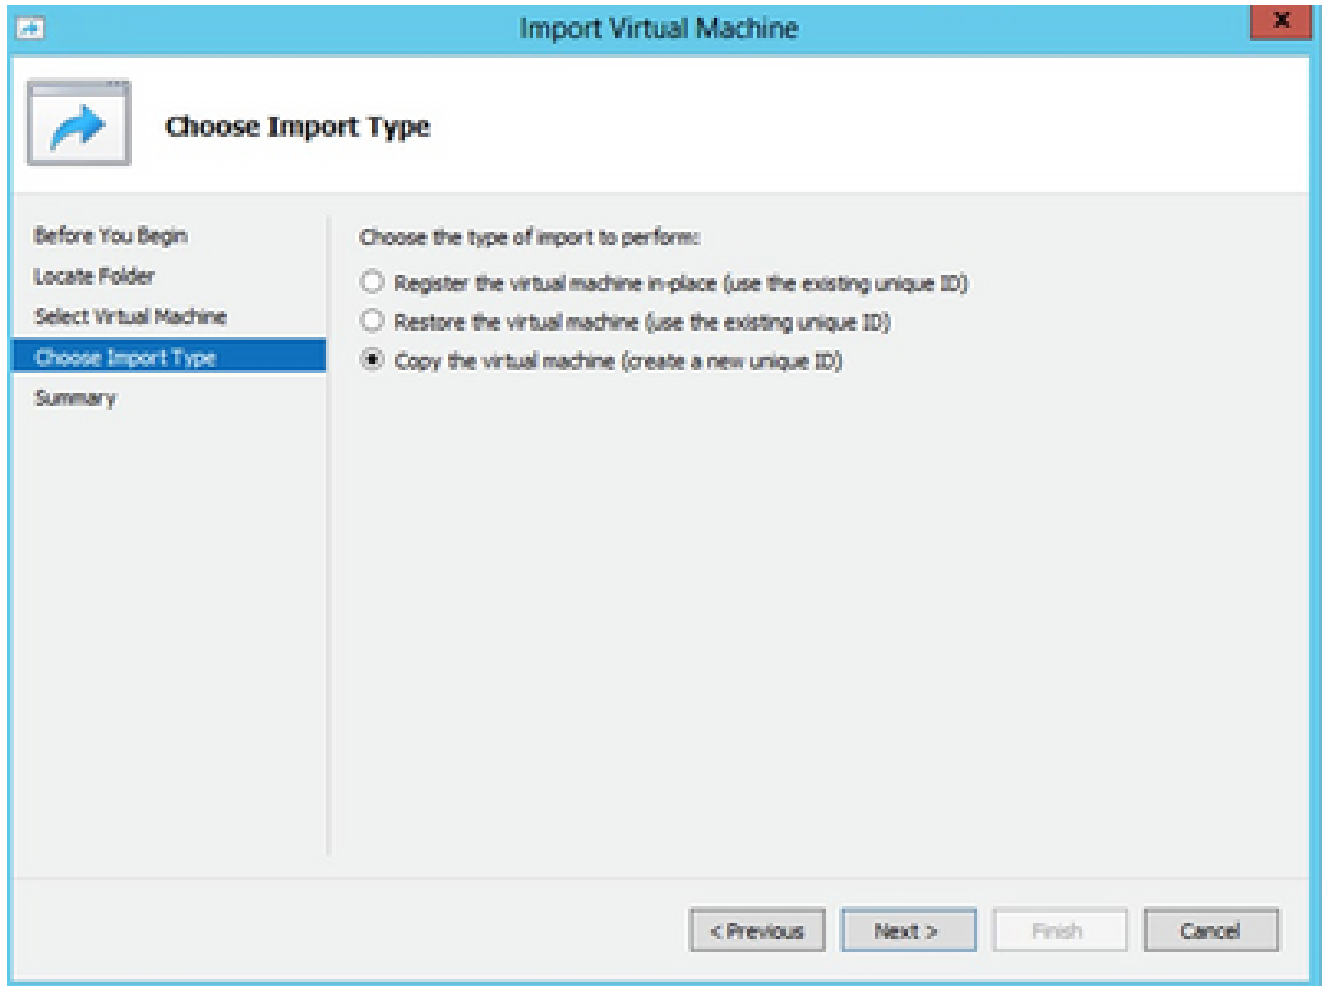 Import Virtual Machine
x
Choose Import Type
Before You Begin
Locate Folder
Select Virtual Machine
Choose Import Type
Summary
Choose the type of import to perform:
Register the virtual machine in-place (use the existing unique ID)
Restore the virtual machine (use the existing unique ID)
Copy the virtual machine (create a new unique ID)
< Previous
Next >
Finish
Cancel